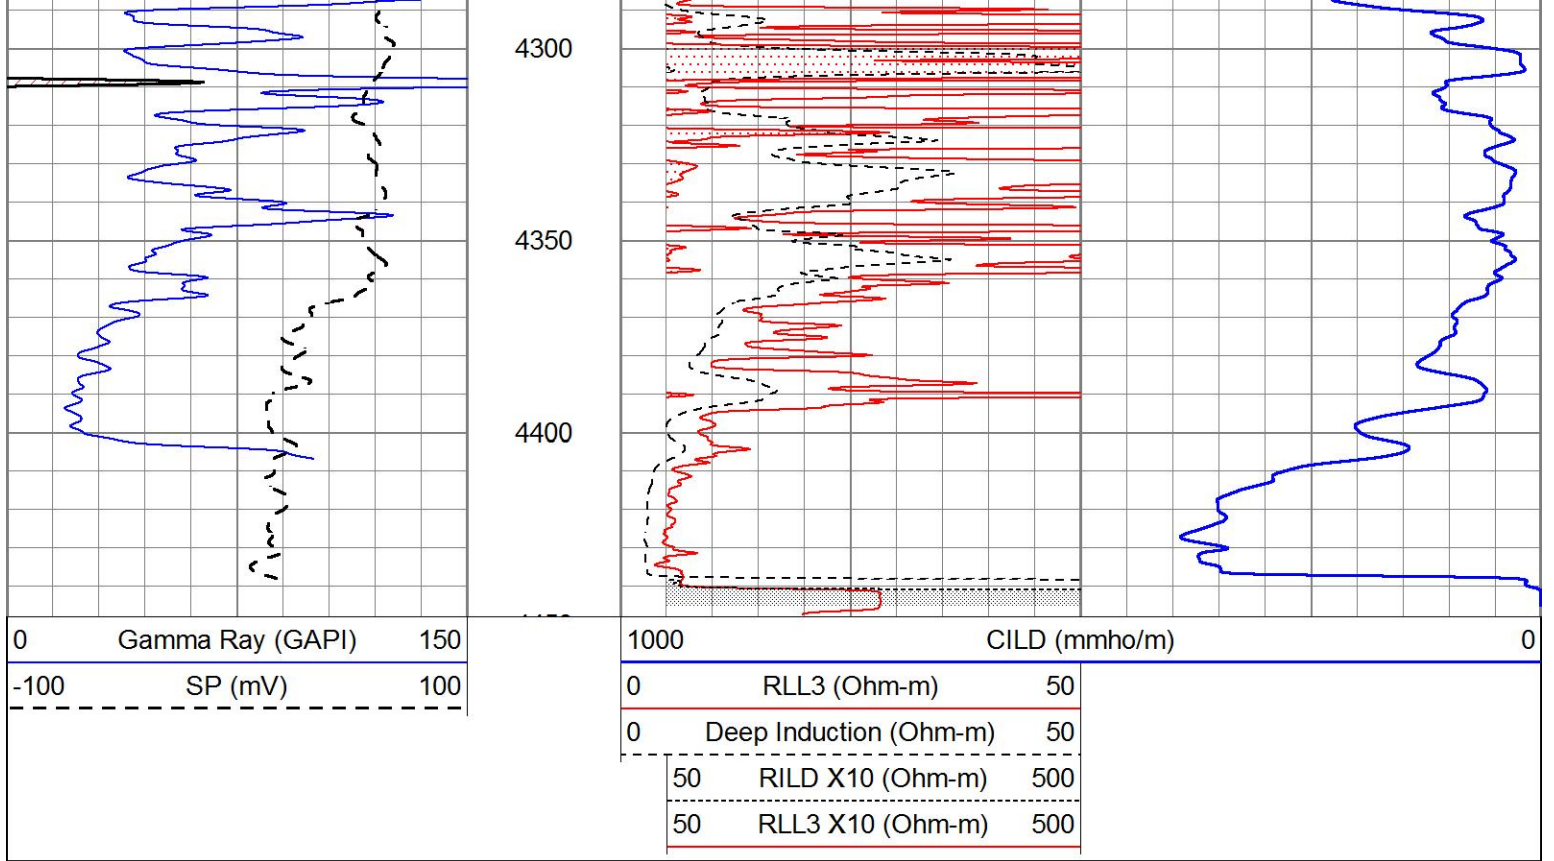 4300
4350
4400
0 Gamma Ray (GAPI) 150
1000 CILD (mmho/m) 0
-100 SP (mV) 100
0 RLL3 (Ohm-m) 50
0 Deep Induction (Ohm-m) 50
50 RILD X10 (Ohm-m) 500
50 RLL3 X10 (Ohm-m) 500